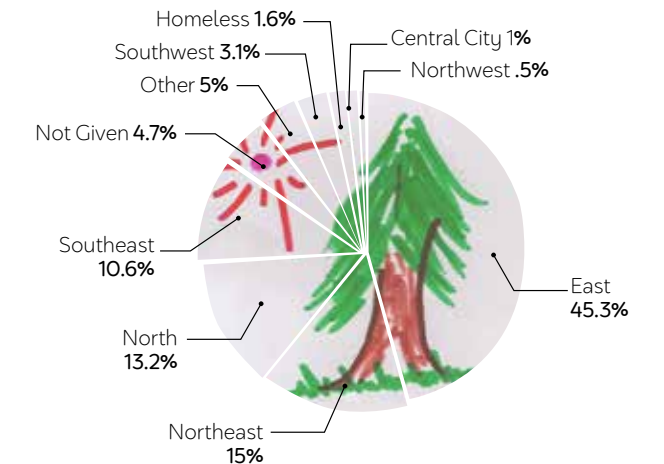 Homeless 1.6%
Central City 1%
Southwest 3.1%
Northwest .5%
Other 5%
Not Given 4.7%
Southeast
10.6%
East
45.3%
North
13.2%
Northeast
15%